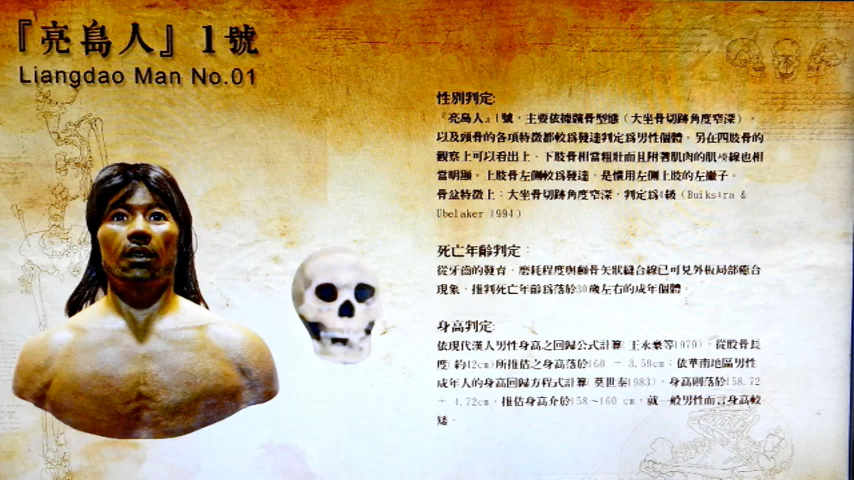 『亮島人』1號
Liangdao Man No.01
性別判定:
『亮島人』1號，主要依據髖骨型態（大坐骨切跡角度窄深），
以及頭骨的各項特徵都較為發達判定為男性個體。另在四肢骨的
觀察上可以看出上、下肢骨相當粗壯而且附著肌肉的肌嵴線也相
當明顯。上肢骨左側較為發達，是慣用左側上肢的左撇子。
骨盆特徵上：大坐骨切跡角度窄深，判定為4級（Buikstra &
Ubelaker 1994）
死亡年齡判定：
從牙齒的發育、磨耗程度與顱骨矢狀縫合線已可見外板局部癒合
現象，推判死亡年齡為落於30歲左右的成年個體。
身高判定:
依現代漢人男性身高之回歸公式計算（王永豪等1979），從股骨長
度（約42cm）所推估之身高落於160 ± 3.59cm；依華南地區男性
成年人的身高回歸方程式計算（莫世泰1983），身高則落於158.72
± 4.72cm。推估身高介於158～160 cm，就一般男性而言身高較
矮。